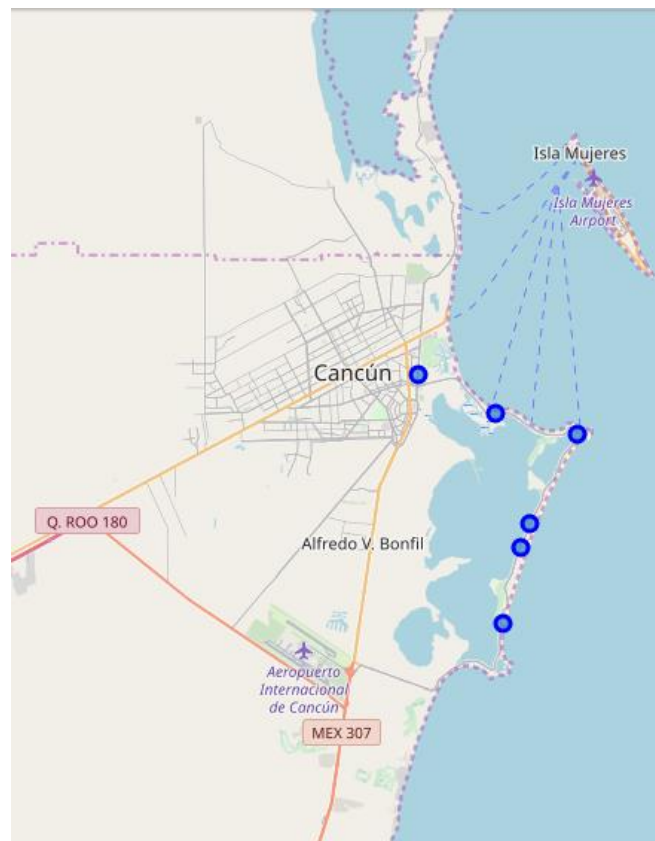 Isla Mujeres
Isla Mujeres
Airport
Cancún
Q. ROO 180
Alfredo V. Bonfil
Aeropuerto
Internacional
de Cancún
MEX 307